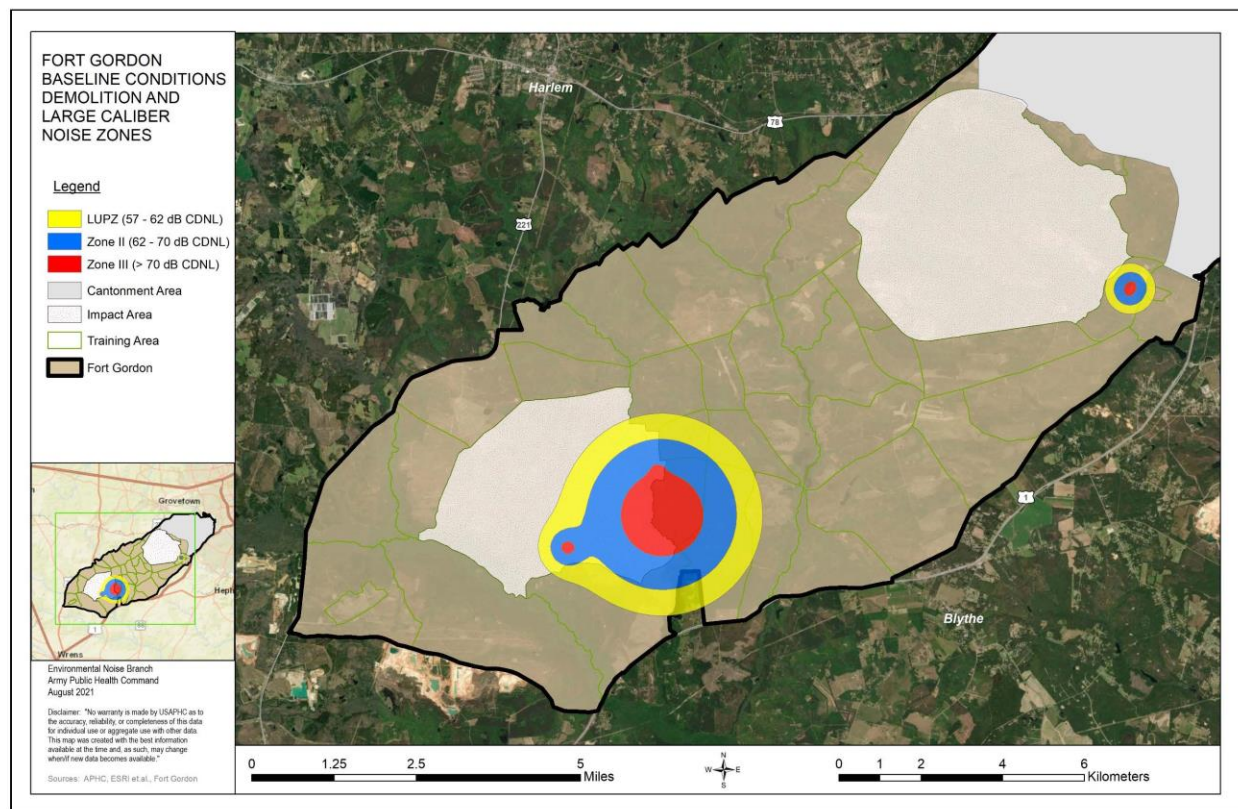 FORT GORDON
BASELINE CONDITIONS
DEMOLITION AND
LARGE CALIBER
NOISE ZONES
Legend
LUPZ (57 - 62 dB CDNL)
Zone II (62 - 70 dB CDNL)
Zone III (> 70 dB CDNL)
Cantonment Area
Impact Area
Training Area
Fort Gordon
Grovetown
Heph
1
Wrens
Environmental Noise Branch
Army Public Health Command
August 2021
Disclaimer: "No warranty is made by USAPHC as to
the accuracy, reliability, or completeness of this data
for individual use or aggregate use with other data.
This map was created with the best information
available at the time and, as such, may change
when/if new data becomes available."
Sources: APHC, ESRI et.al., Fort Gordon
Harlem
78
221
1
Blythe
0 1.25 2.5 5
Miles
N
W E
S
0 1 2 4 6
Kilometers